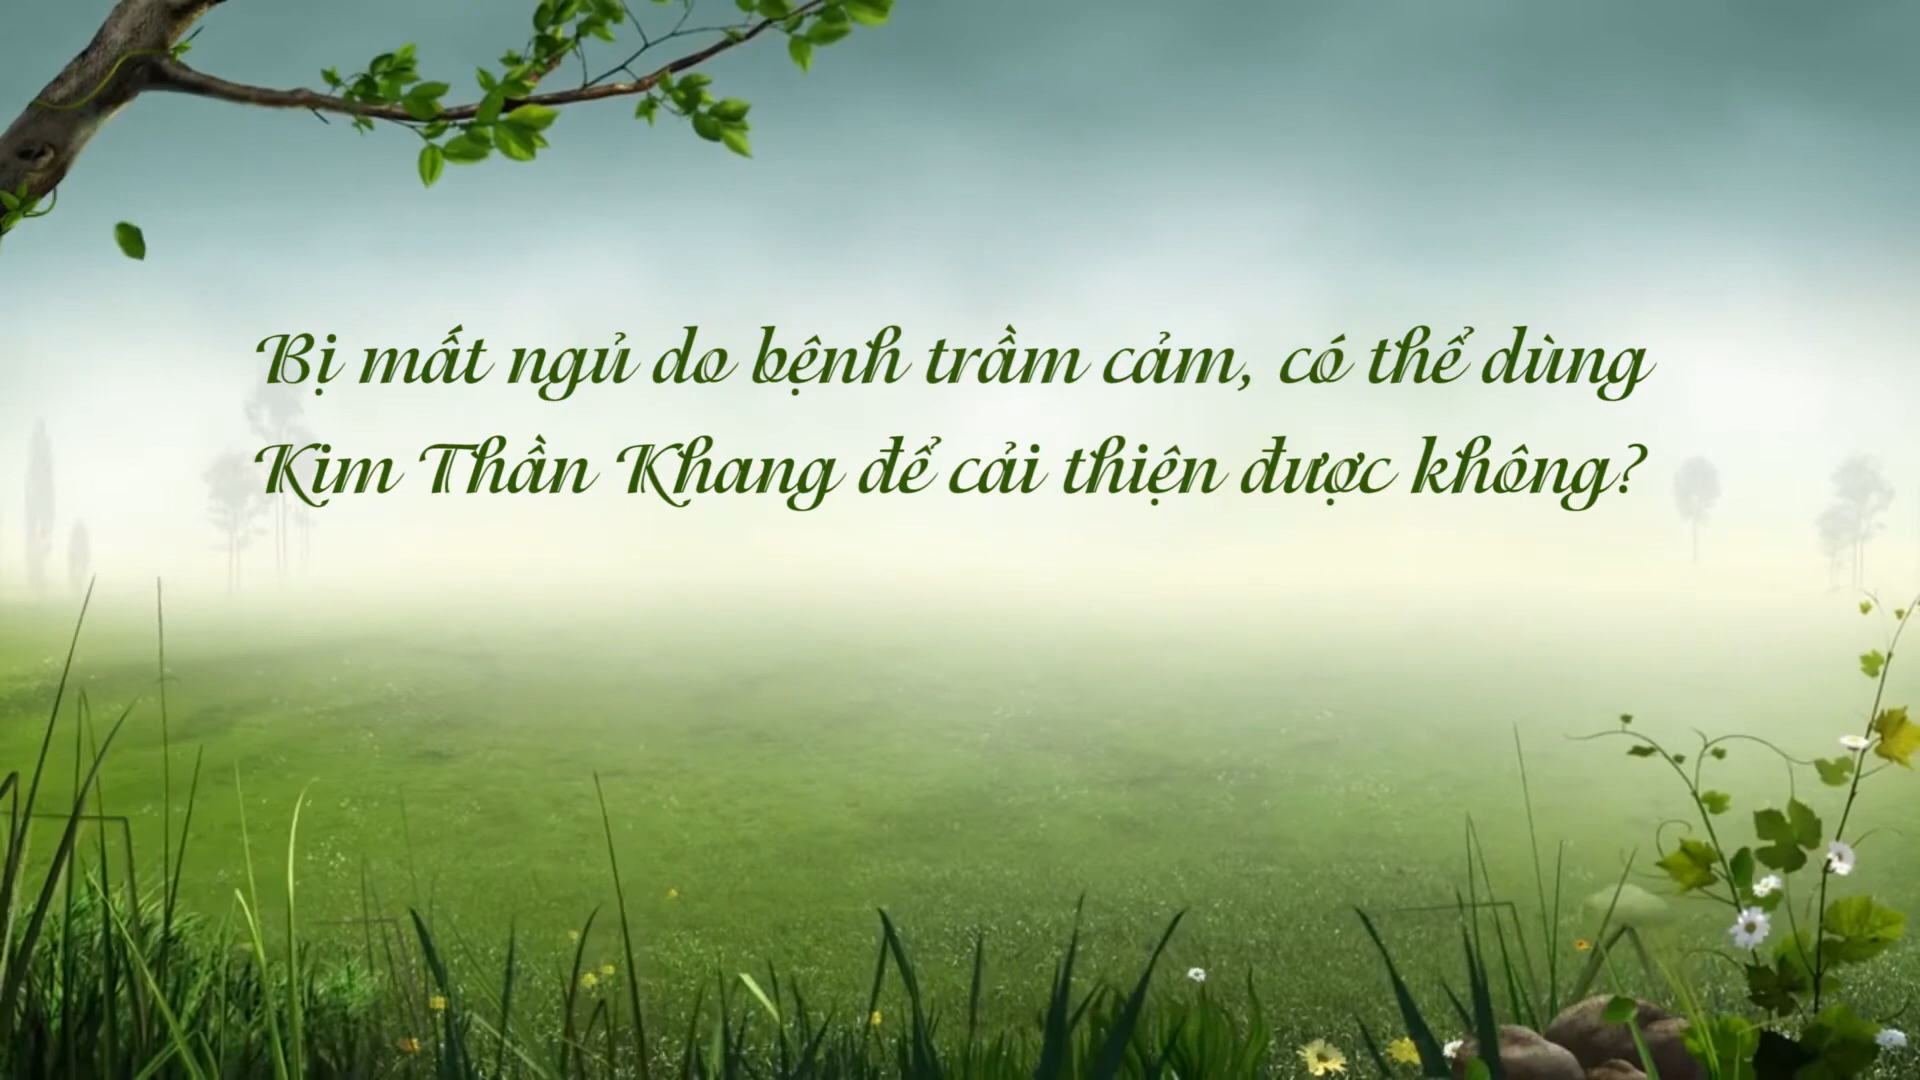 Bị mất ngủ do bệnh trầm cảm, có thể dùng
Kim Thần Khang để cải thiện được không?